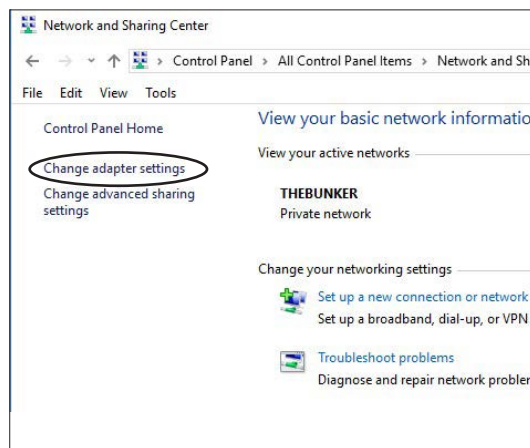 Network and Sharing Center
Control Panel > All Control Panel Items > Network and Sh
File Edit View Tools
Control Panel Home
Change adapter settings
Change advanced sharing
settings
View your basic network informatio
View your active networks
THEBUNKER
Private network
Change your networking settings
Set up a new connection or network
Set up a broadband, dial-up, or VPN
Troubleshoot problems
Diagnose and repair network probler